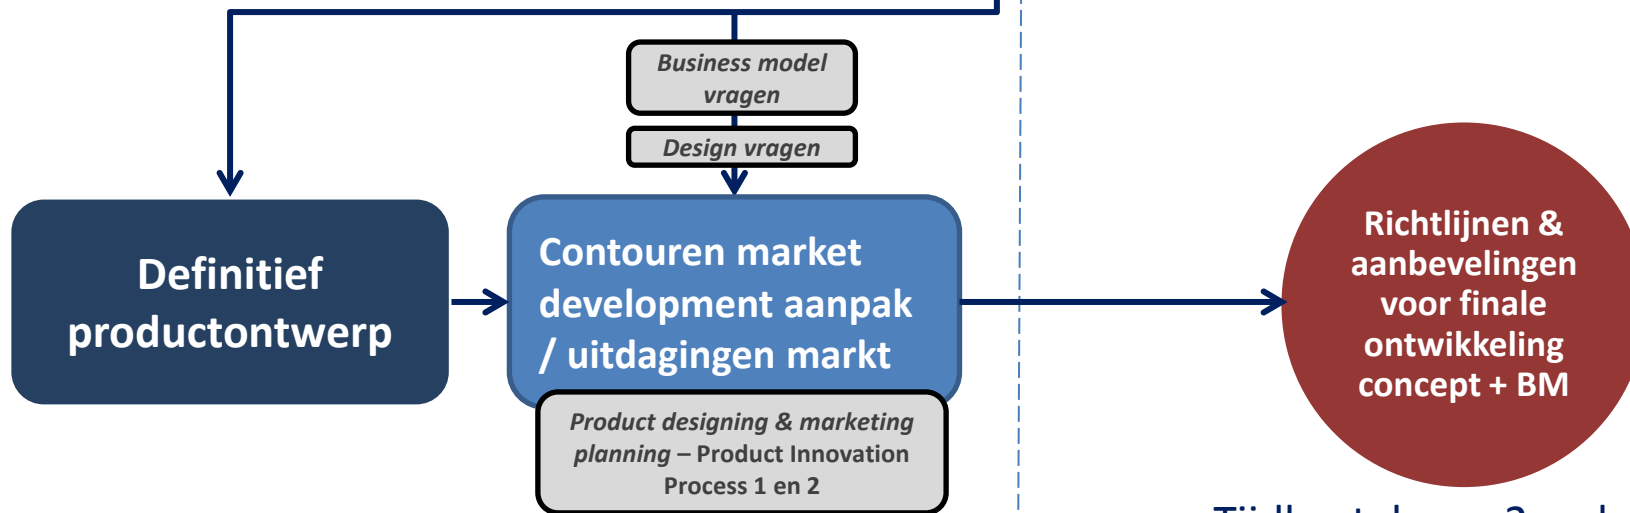 Business model
vragen
Design vragen
Definitief
productontwerp
Contouren market
development aanpak
/ uitdagingen markt
Product designing & marketing
planning – Product Innovation
Process 1 en 2
Richtlijnen &
aanbevelingen
voor finale
ontwikkeling
concept + BM